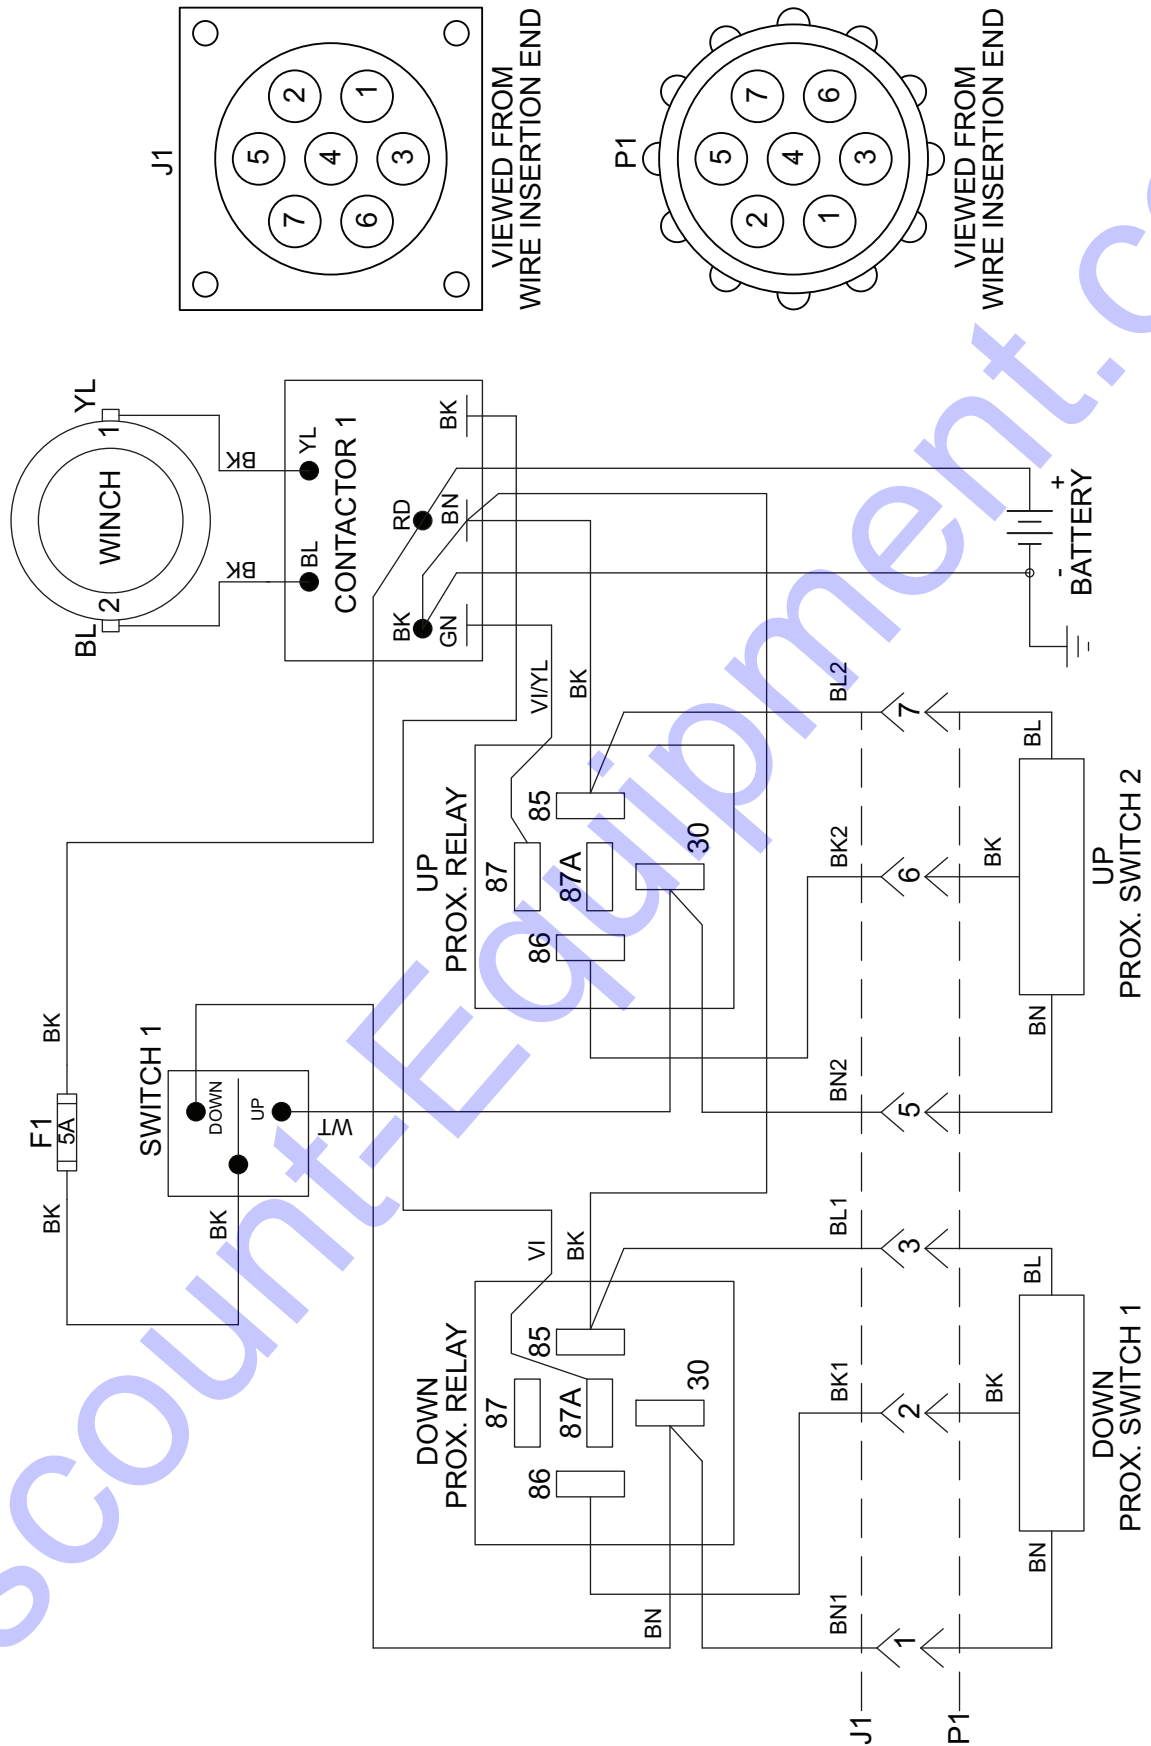 J1
2
1
5
4
3
7
6
VIEWED FROM
WIRE INSERTION END
P1
7
6
5
4
3
2
1
VIEWED FROM
WIRE INSERTION END
WINCH
1
YL
2
BL
BK
BK
BL
YL
CONTACTOR 1
BK
RD
GN
BN
BK
F1
5A
BK
BK
SWITCH 1
DOWN
UP
BK
WT
VI/YL
BK
UP
PROX. RELAY
87
87A
86
85
30
VI
BK
DOWN
PROX. RELAY
87
87A
86
85
30
BN
BATTERY
-
+
J1
P1
BN1
1
BK1
2
BL1
3
BN2
5
BK2
6
BL2
7
BN
BK
BL
DOWN
PROX. SWITCH 1
BN
BK
BL
UP
PROX. SWITCH 2
scount-Equipment.c